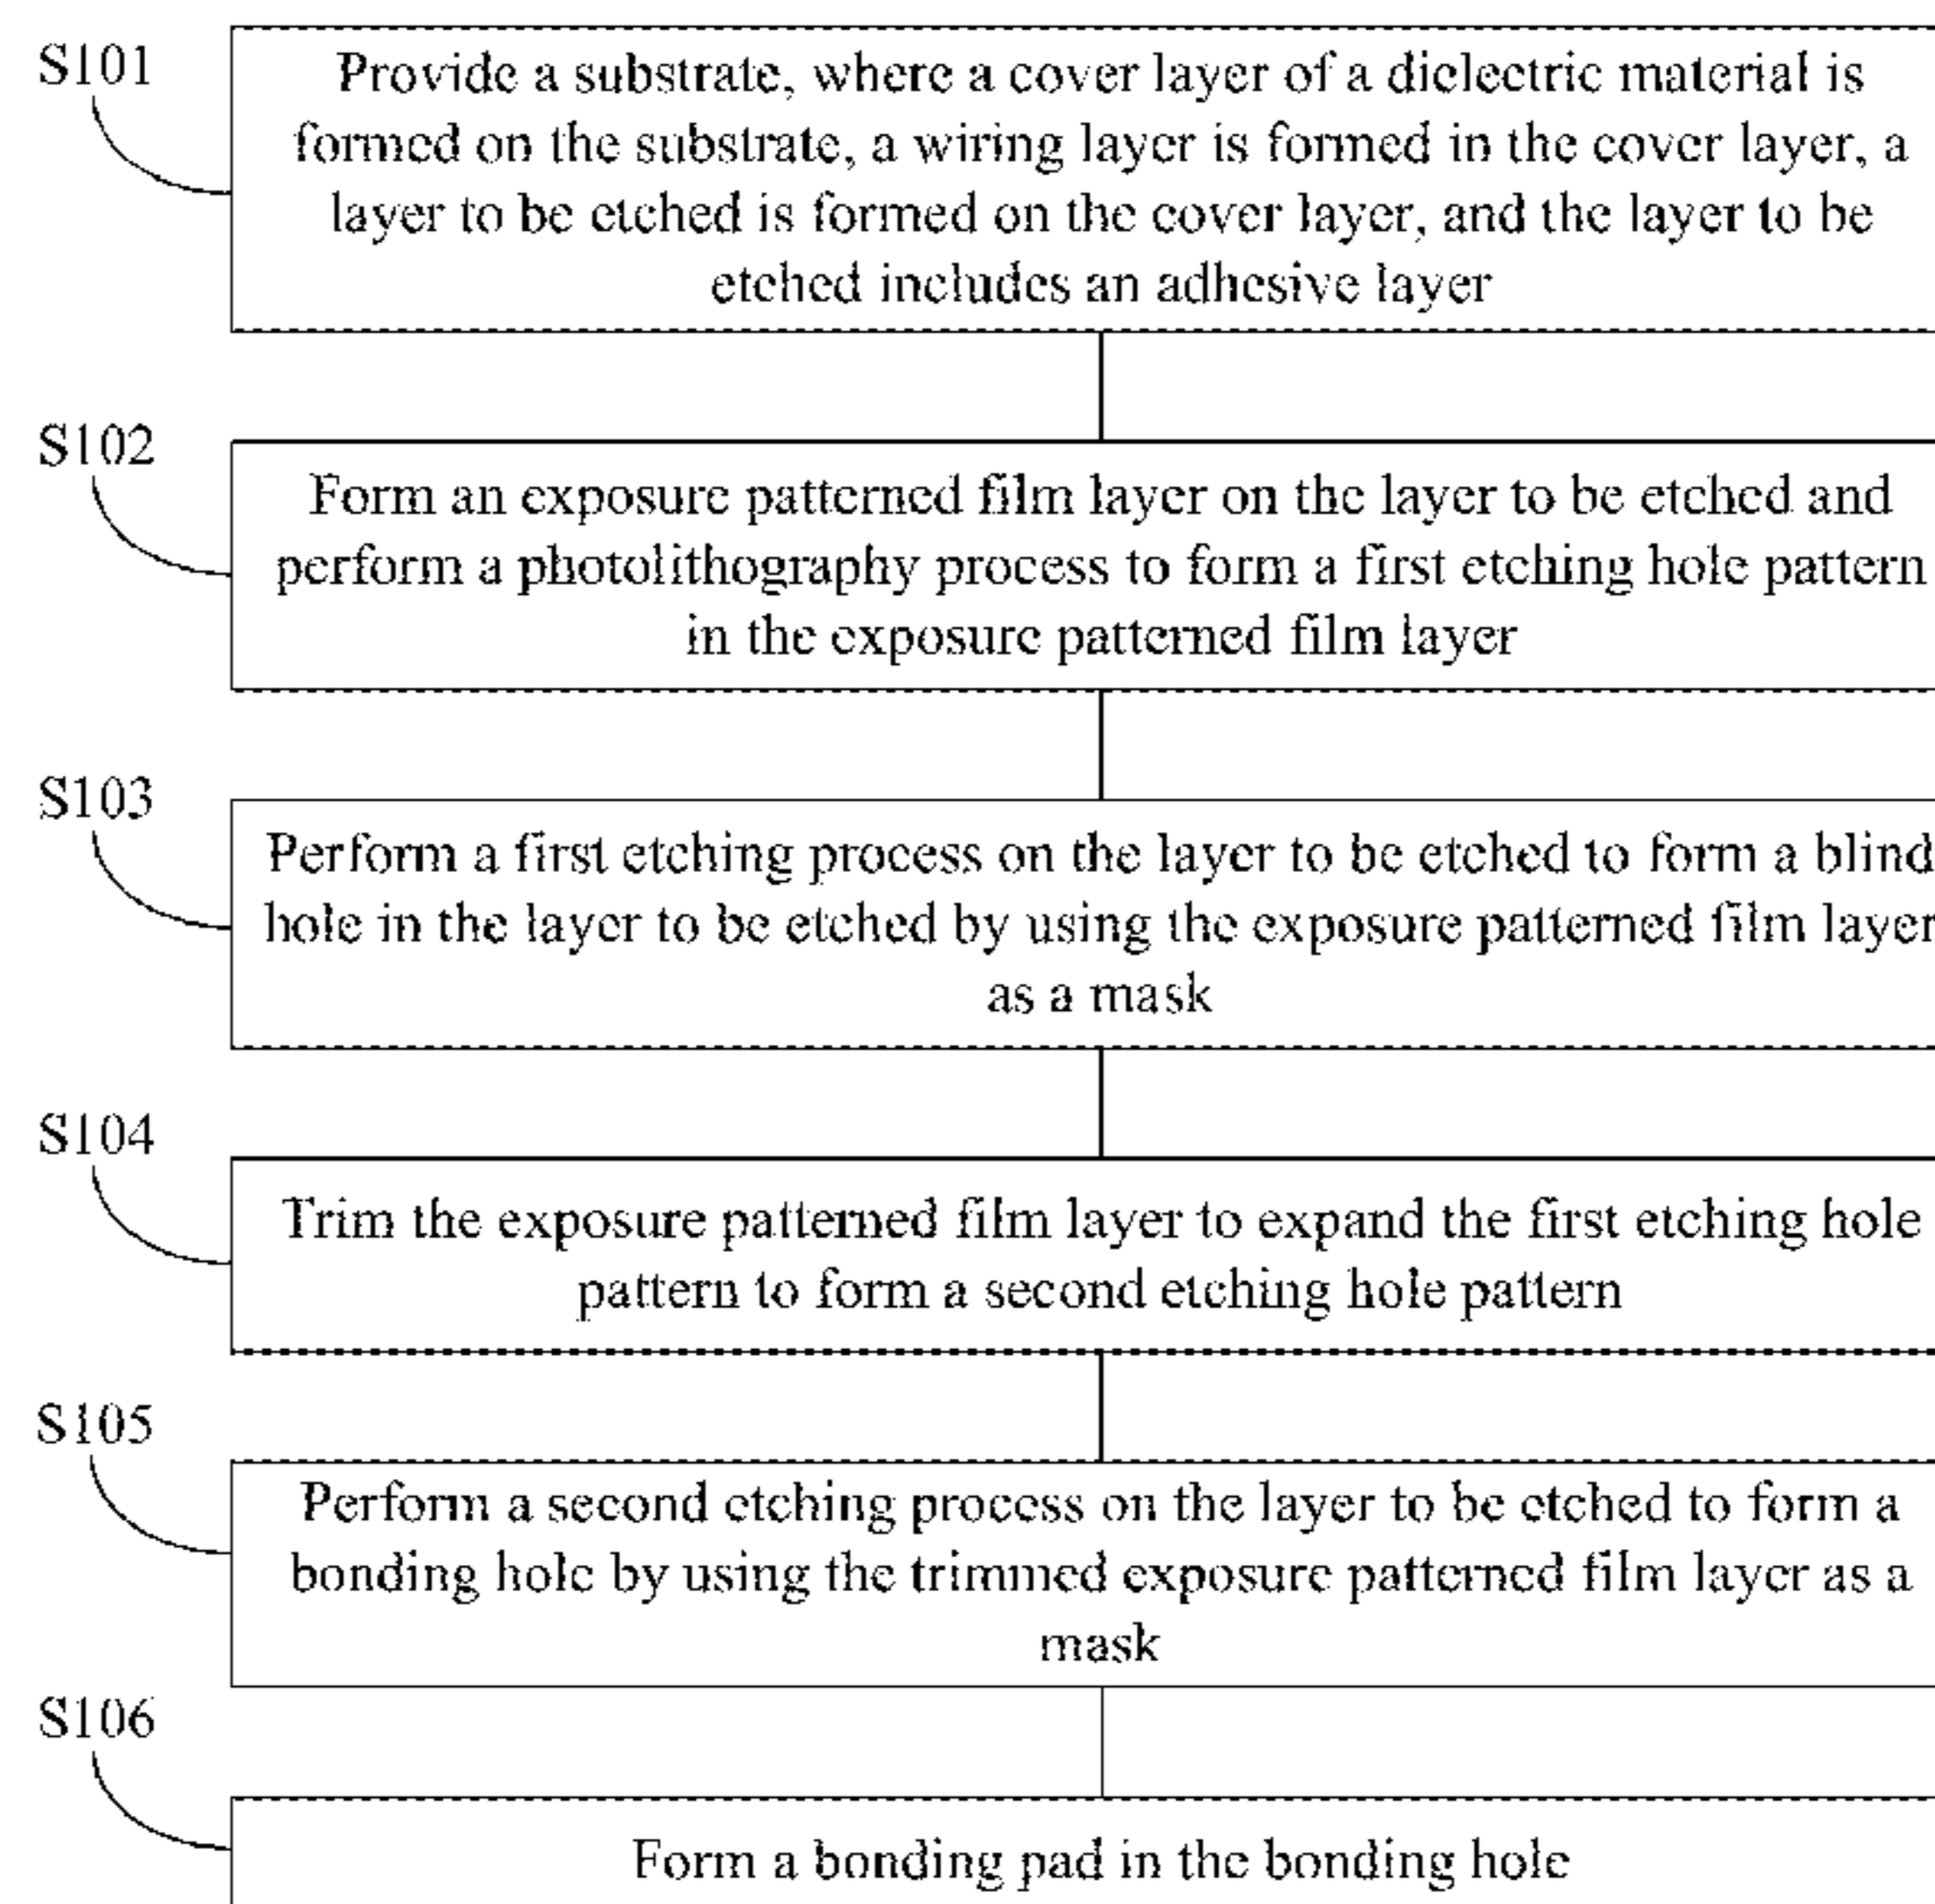 S101
Provide a substrate, where a cover layer of a dielectric material is
formed on the substrate, a wiring layer is formed in the cover layer, a
layer to be etched is formed on the cover layer, and the layer to be
etched includes an adhesive layer
S102
Form an exposure patterned film layer on the layer to be etched and
perform a photolithography process to form a first etching hole pattern
in the exposure patterned film layer
S103
Perform a first etching process on the layer to be etched to form a blind
hole in the layer to be etched by using the exposure patterned film layer
as a mask
S104
Trim the exposure patterned film layer to expand the first etching hole
pattern to form a second etching hole pattern
S105
Perform a second etching process on the layer to be etched to form a
bonding hole by using the trimmed exposure patterned film layer as a
mask
S106
Form a bonding pad in the bonding hole